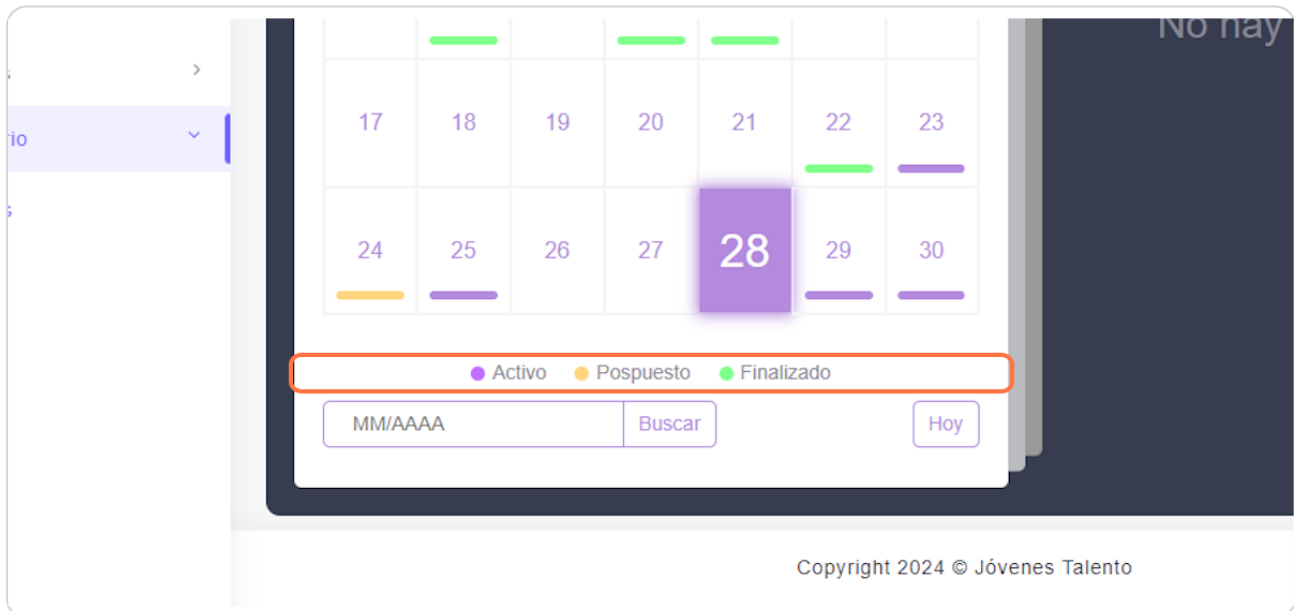 No hay
17 18 19 20 21 22 23
24 25 26 27 28 29 30
Activo Pospuesto Finalizado
MM/AAAA Buscar Hoy
Copyright 2024 © Jóvenes Talento